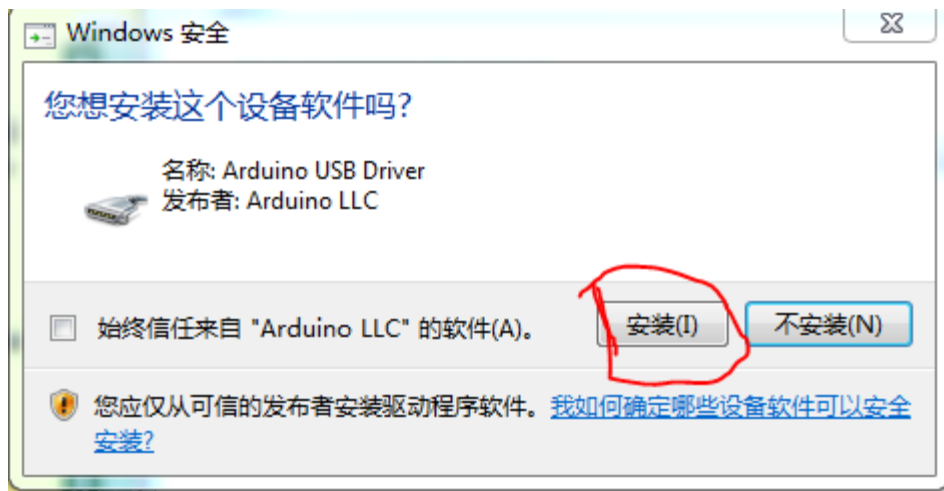 Windows 安全
您想安装这个设备软件吗?
名称: Arduino USB Driver
发布者: Arduino LLC
始终信任来自 "Arduino LLC" 的软件(A)。
安装(I)
不安装(N)
您应仅从可信的发布者安装驱动程序软件。我如何确定哪些设备软件可以安全
安装?